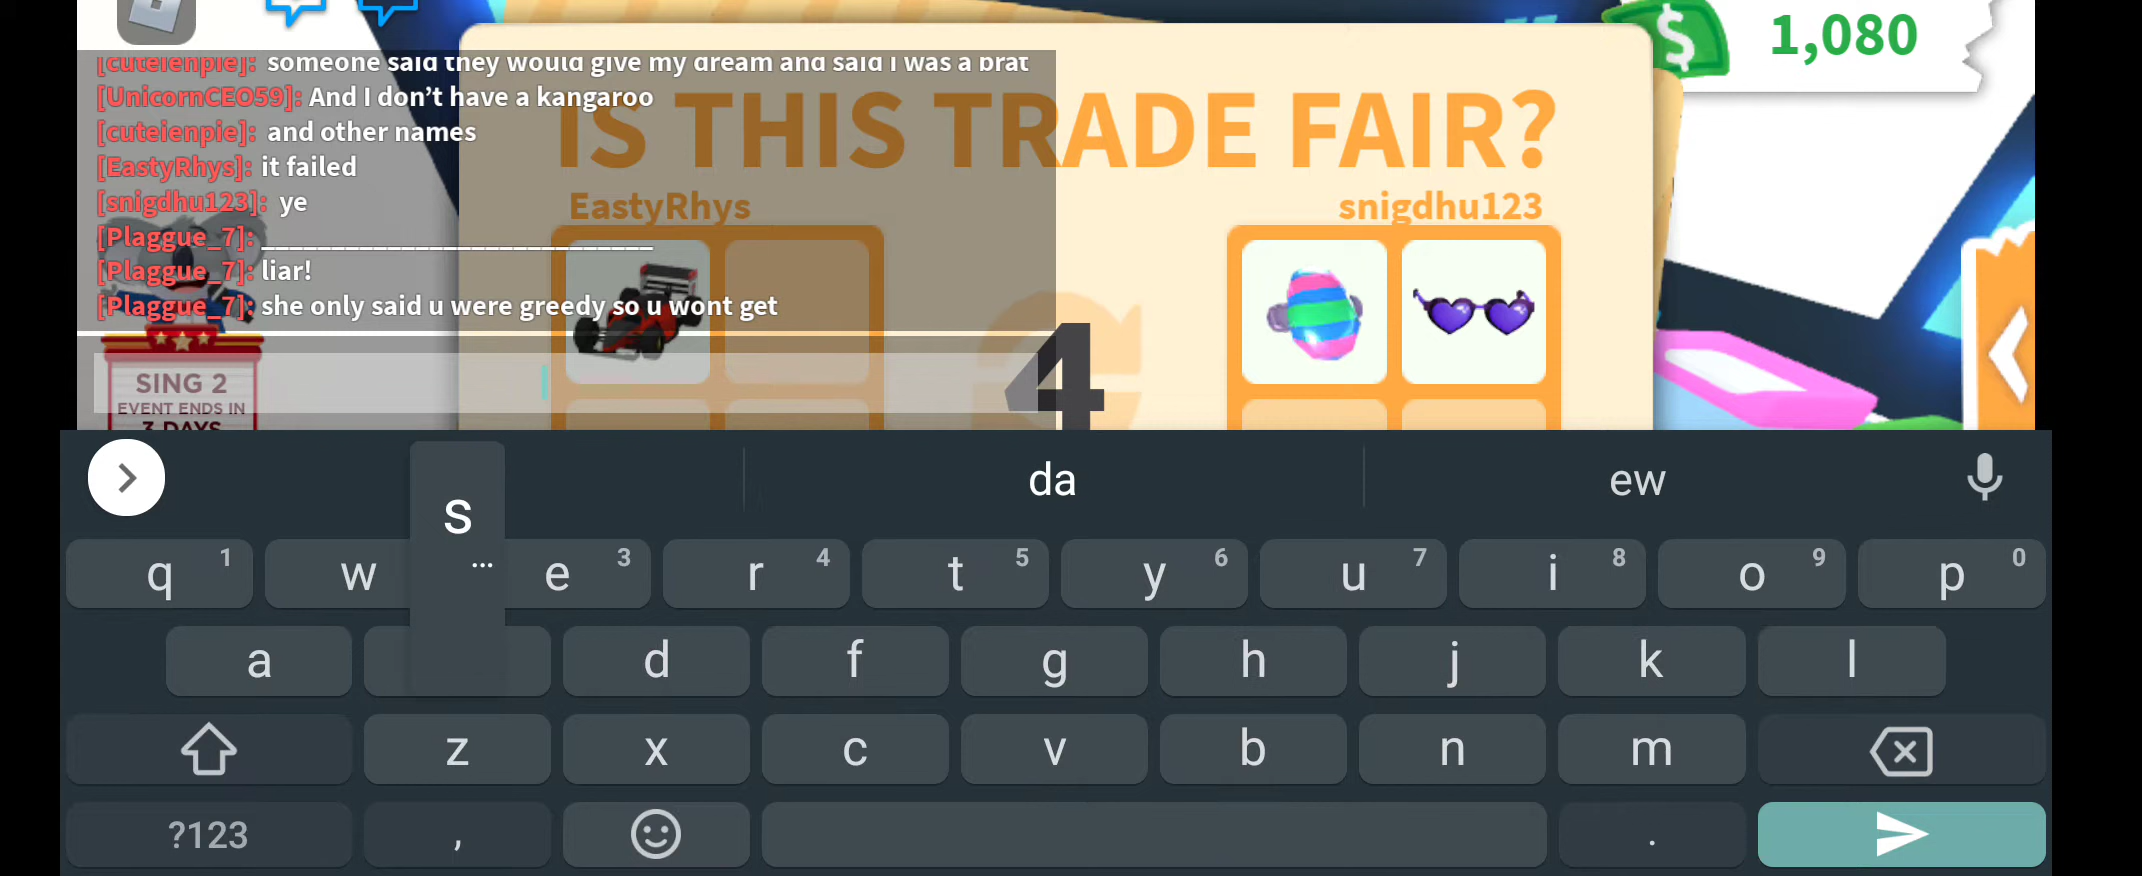 1,080
[cuteienpie]: someone said they would give my dream and said I was a brat
[UnicornCEO59]: And I don't have a kangaroo
[cuteienpie]: and other names
[EastyRhys]: it failed
[snigdhu123]: ye
[Plaggue_7]:
[Plaggue_7]: liar!
[Plaggue_7]: she only said u were greedy so u wont get
IS THIS TRADE FAIR?
EastyRhys
snigdhu123
4
SING 2
EVENT ENDS IN
3 DAYS
s
...
da
ew
q 1 w e 3 r 4 t 5 y 6 u 7 i 8 o 9 p 0
a d f g h j k l
z x c v b n m
?123 , .